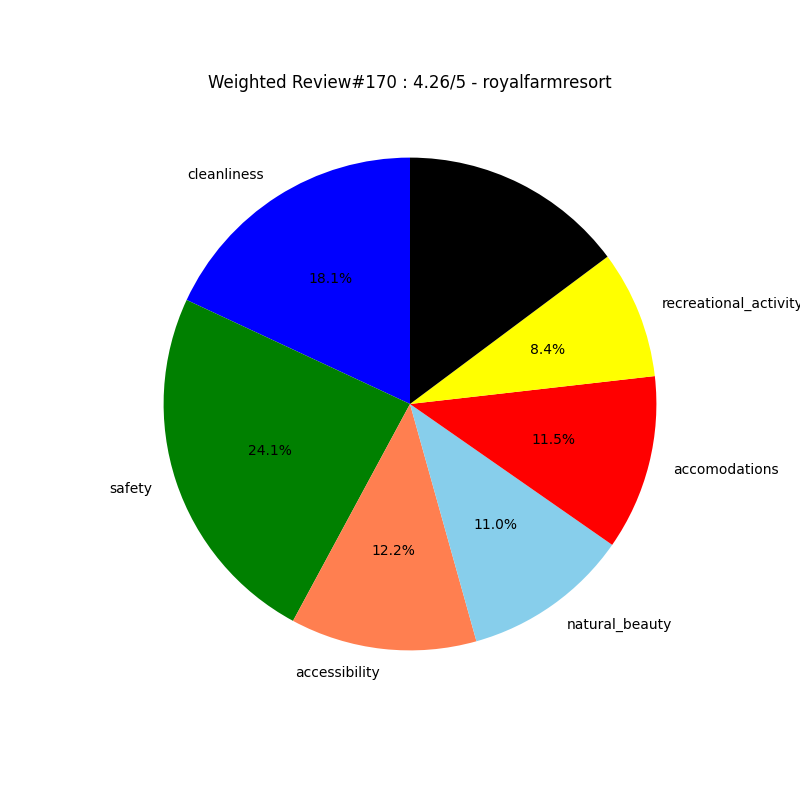 Weighted Review#170 : 4.26/5 - royalfarmresort
cleanliness
18.1%
recreational_activity
8.4%
11.5%
24.1%
accomodations
safety
11.0%
12.2%
natural_beauty
accessibility